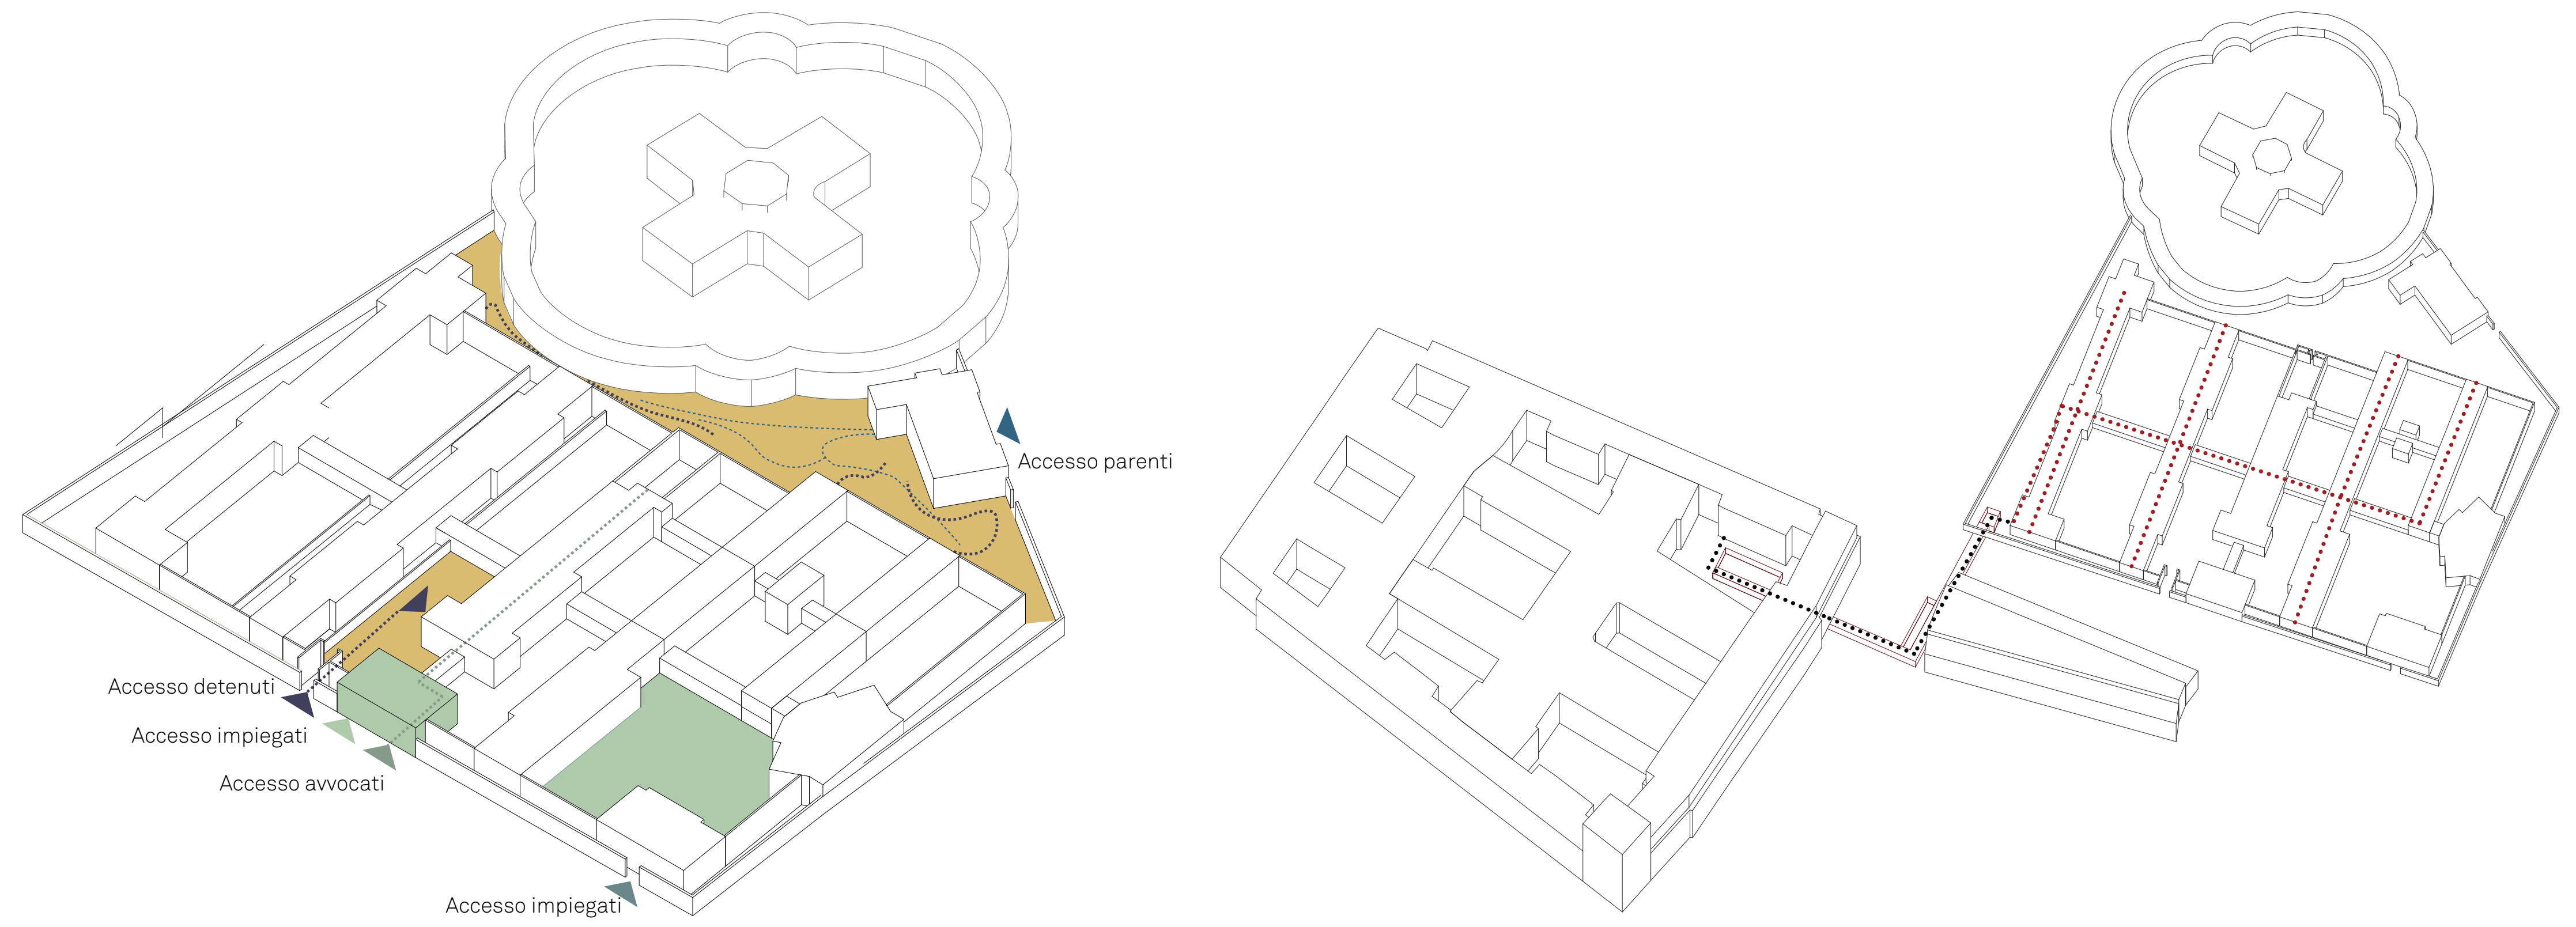 Accesso parenti
Accesso detenuti
Accesso impiegati
Accesso avvocati
Accesso impiegati